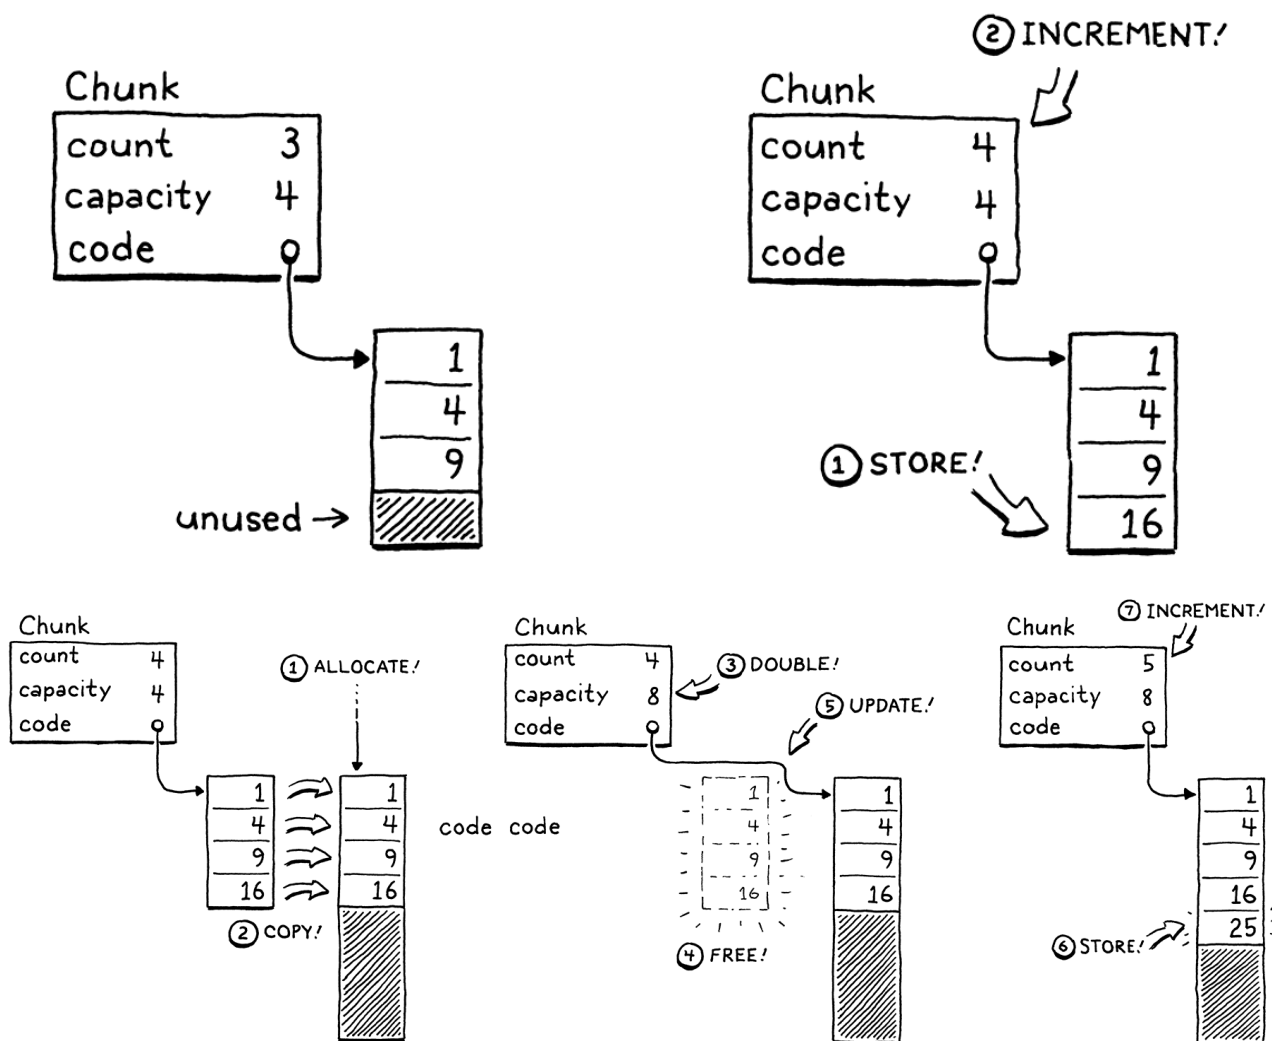 Chunk
count 3
capacity 4
code
1
4
9
unused →
② INCREMENT!
Chunk
count 4
capacity 4
code
1
4
9
16
① STORE!
Chunk
count 4
capacity 4
code
① ALLOCATE!
1 1
4 4
9 9
16 16
② COPY!
code code
Chunk
count 4
capacity 8
code
③ DOUBLE!
⑤ UPDATE!
1 1
4 4
9 9
16 16
④ FREE!
⑦ INCREMENT!
Chunk
count 5
capacity 8
code
1
4
9
16
25
⑥ STORE!